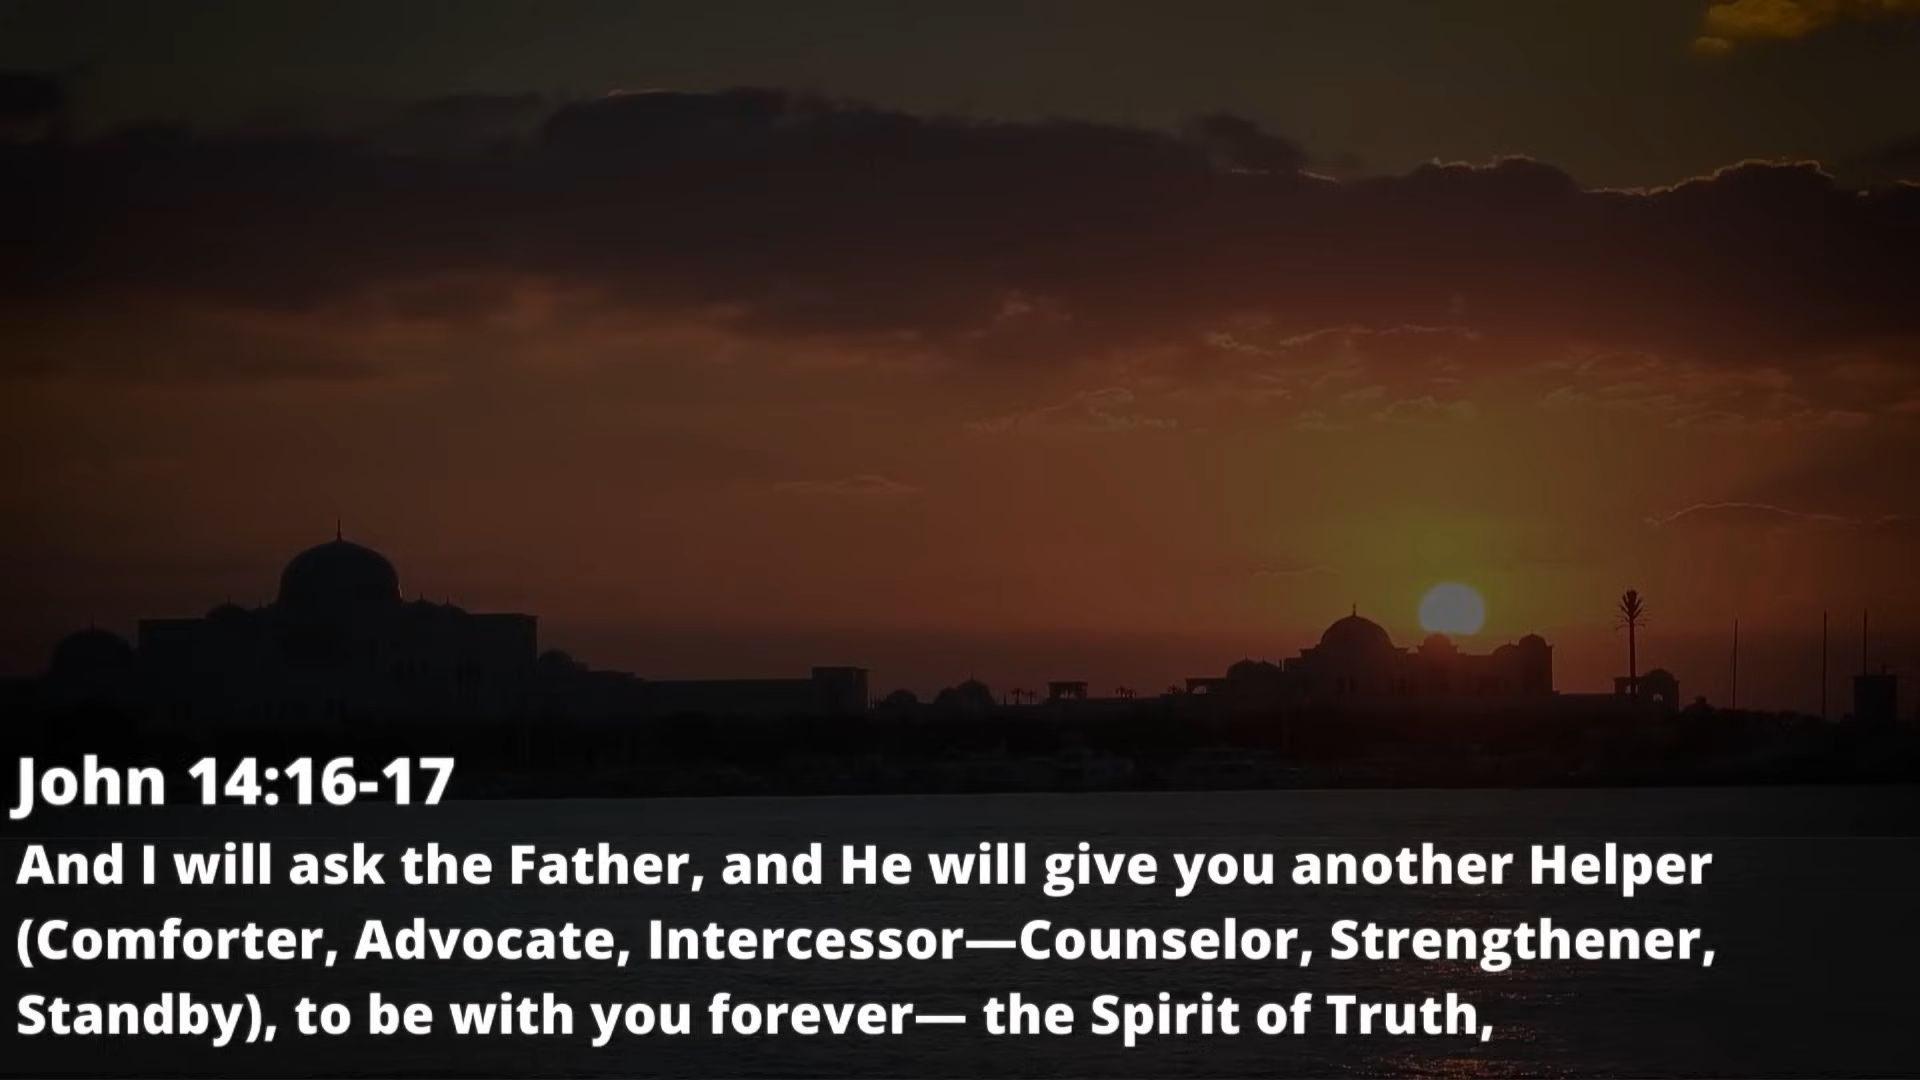 John 14:16-17
And I will ask the Father, and He will give you another Helper
(Comforter, Advocate, Intercessor—Counselor, Strengthener,
Standby), to be with you forever— the Spirit of Truth,